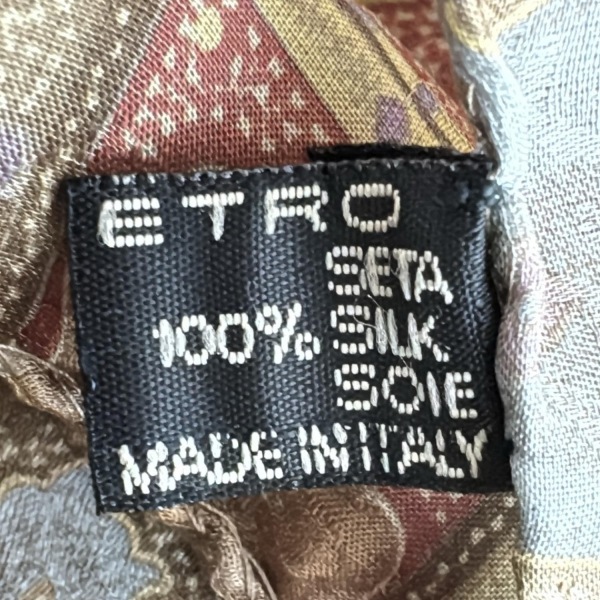 ETRO
SETA
100% SILK
SOIE
MADE IN ITALY